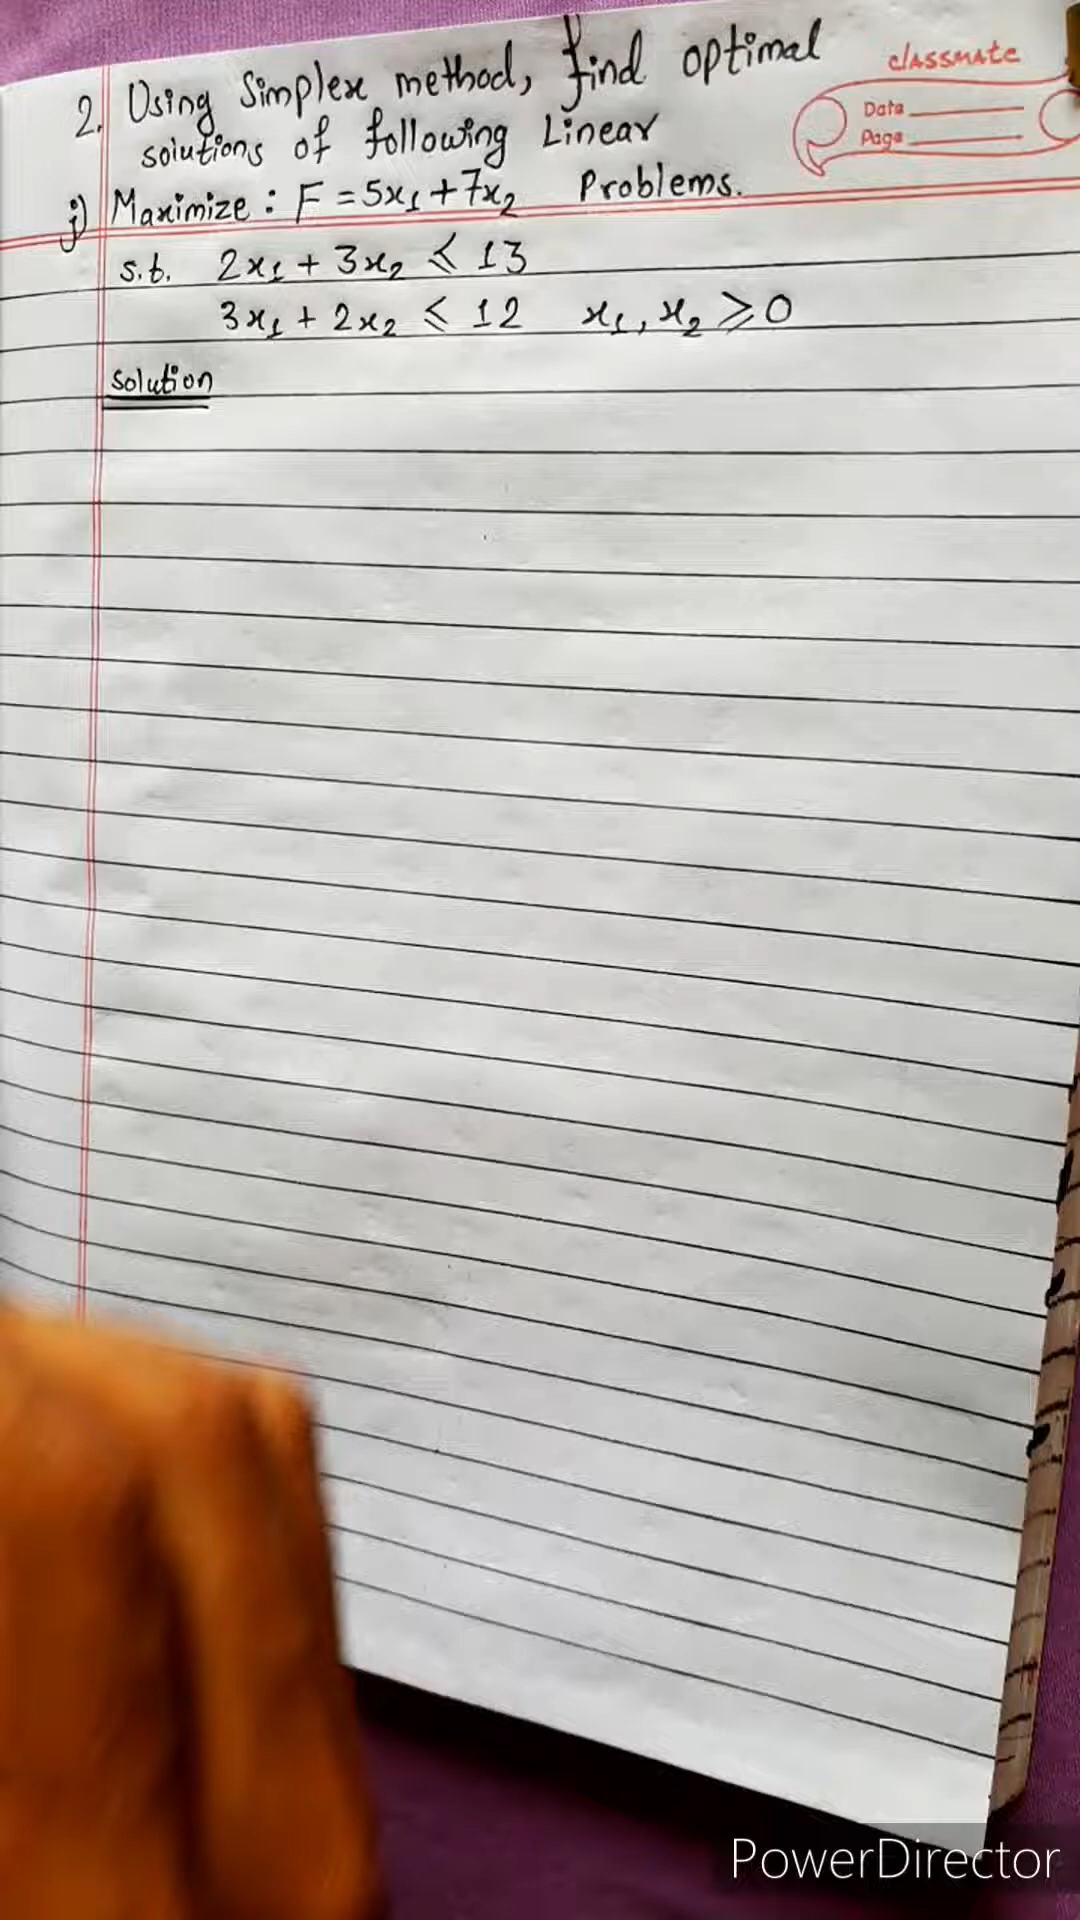 2. Using Simplex method, find optimal
solutions of following Linear
Problems.
i) Maximize : F = 5x₁ + 7x₂
s.t. 2x₁ + 3x₂ ≤ 13
3x₁ + 2x₂ ≤ 12 x₁, x₂ ≥ 0
Solution
classmate
Date
Page
PowerDirector